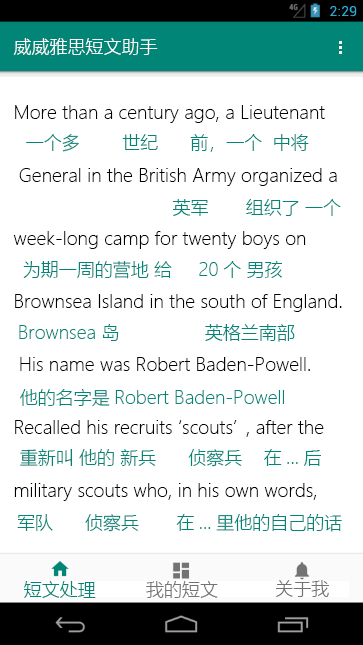 4G 2:29
威威雅思短文助手
More than a century ago, a Lieutenant
一个多 世纪 前，一个 中将
General in the British Army organized a
英军 组织了 一个
week-long camp for twenty boys on
为期一周的营地 给 20 个 男孩
Brownsea Island in the south of England.
Brownsea 岛 英格兰南部
His name was Robert Baden-Powell.
他的名字是 Robert Baden-Powell
Recalled his recruits ‘scouts’, after the
重新叫 他的 新兵 侦察兵 在 ... 后
military scouts who, in his own words,
军队 侦察兵 在 ... 里他的自己的话
短文处理 我的短文 关于我